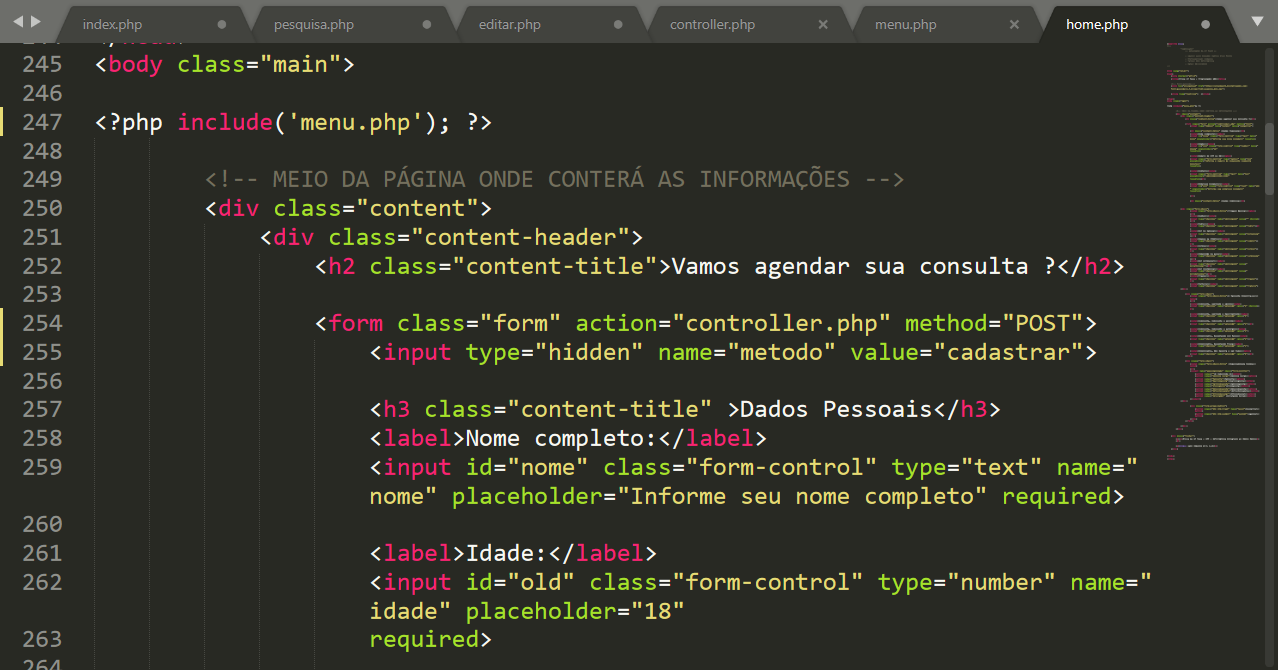 index.php pesquisa.php editar.php controller.php menu.php home.php
245 <body class="main">
246
247 <?php include('menu.php'); ?>
248
249 <!-- MEIO DA PÁGINA ONDE CONTERÁ AS INFORMAÇÕES -->
250 <div class="content">
251 <div class="content-header">
252 <h2 class="content-title">Vamos agendar sua consulta ?</h2>
253
254 <form class="form" action="controller.php" method="POST">
255 <input type="hidden" name="metodo" value="cadastrar">
256
257 <h3 class="content-title" >Dados Pessoais</h3>
258 <label>Nome completo:</label>
259 <input id="nome" class="form-control" type="text" name="
nome" placeholder="Informe seu nome completo" required>
260
261 <label>Idade:</label>
262 <input id="old" class="form-control" type="number" name="
idade" placeholder="18"
263 required>
264